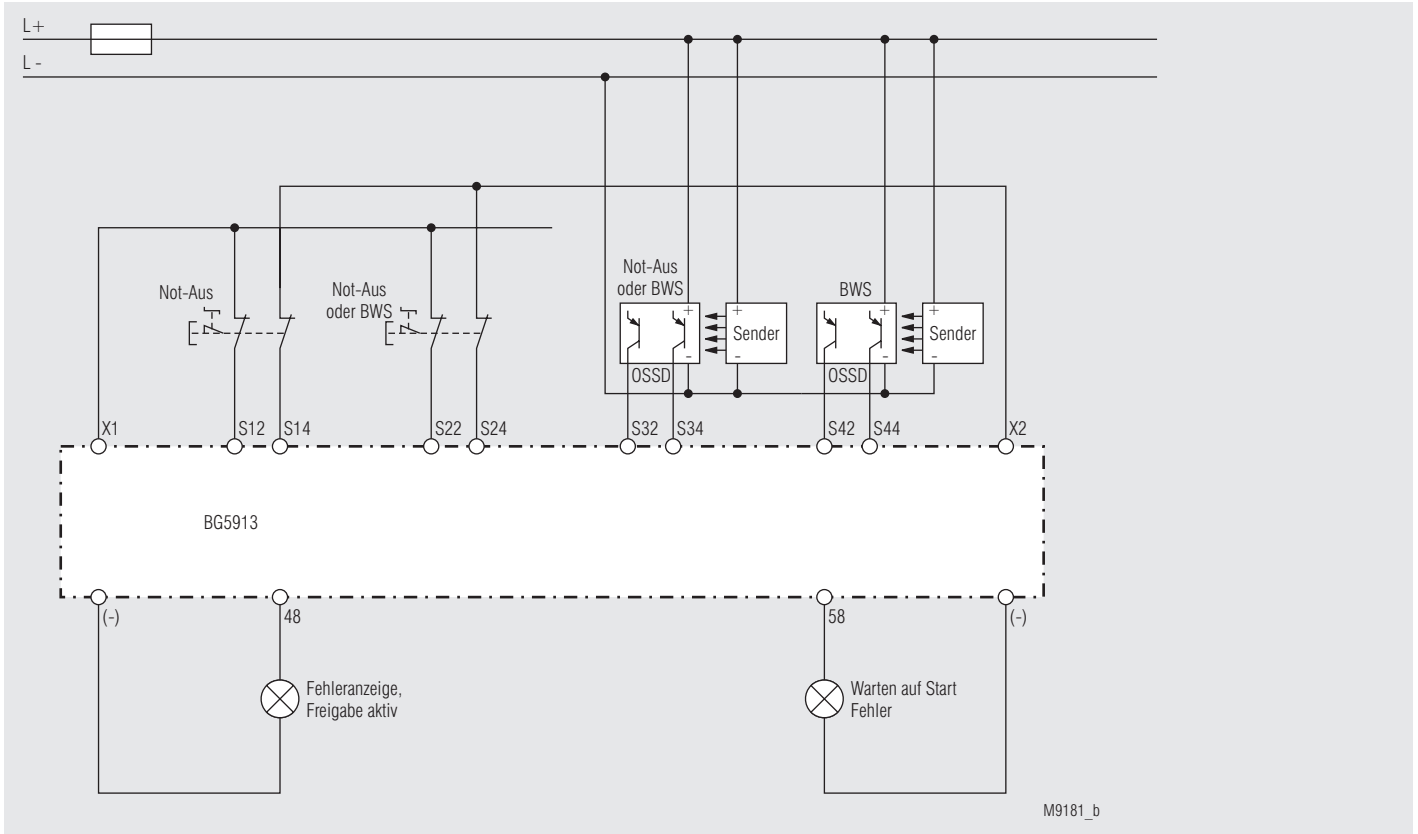 L+
L -
Not-Aus
Not-Aus
oder BWS
Not-Aus
oder BWS
BWS
+
+
+
+
Sender
Sender
-
-
-
-
OSSD
OSSD
X1
S12
S14
S22
S24
S32
S34
S42
S44
X2
BG5913
(-)
48
58
(-)
Fehleranzeige,
Freigabe aktiv
Warten auf Start
Fehler
M9181_b